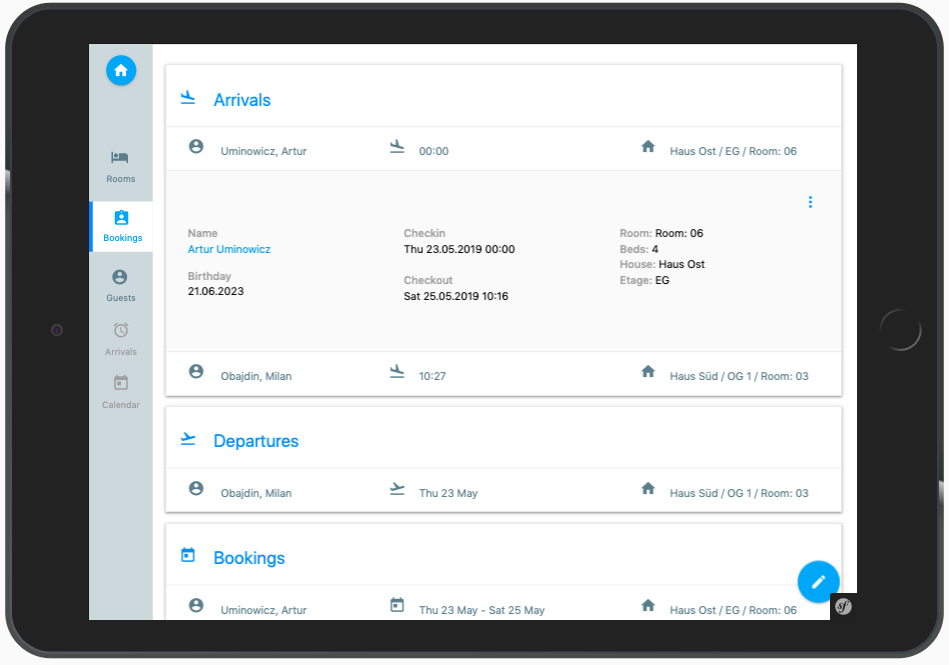 Arrivals
Uminowicz, Artur 00:00 Haus Ost / EG / Room: 06
Rooms
Bookings
Guests
Arrivals
Calendar
Name
Artur Uminowicz
Birthday
21.06.2023
Checkin
Thu 23.05.2019 00:00
Checkout
Sat 25.05.2019 10:16
Room: Room: 06
Beds: 4
House: Haus Ost
Etage: EG
Obajdin, Milan 10:27 Haus Süd / OG 1 / Room: 03
Departures
Obajdin, Milan Thu 23 May Haus Süd / OG 1 / Room: 03
Bookings
Uminowicz, Artur Thu 23 May - Sat 25 May Haus Ost / EG / Room: 06
sf